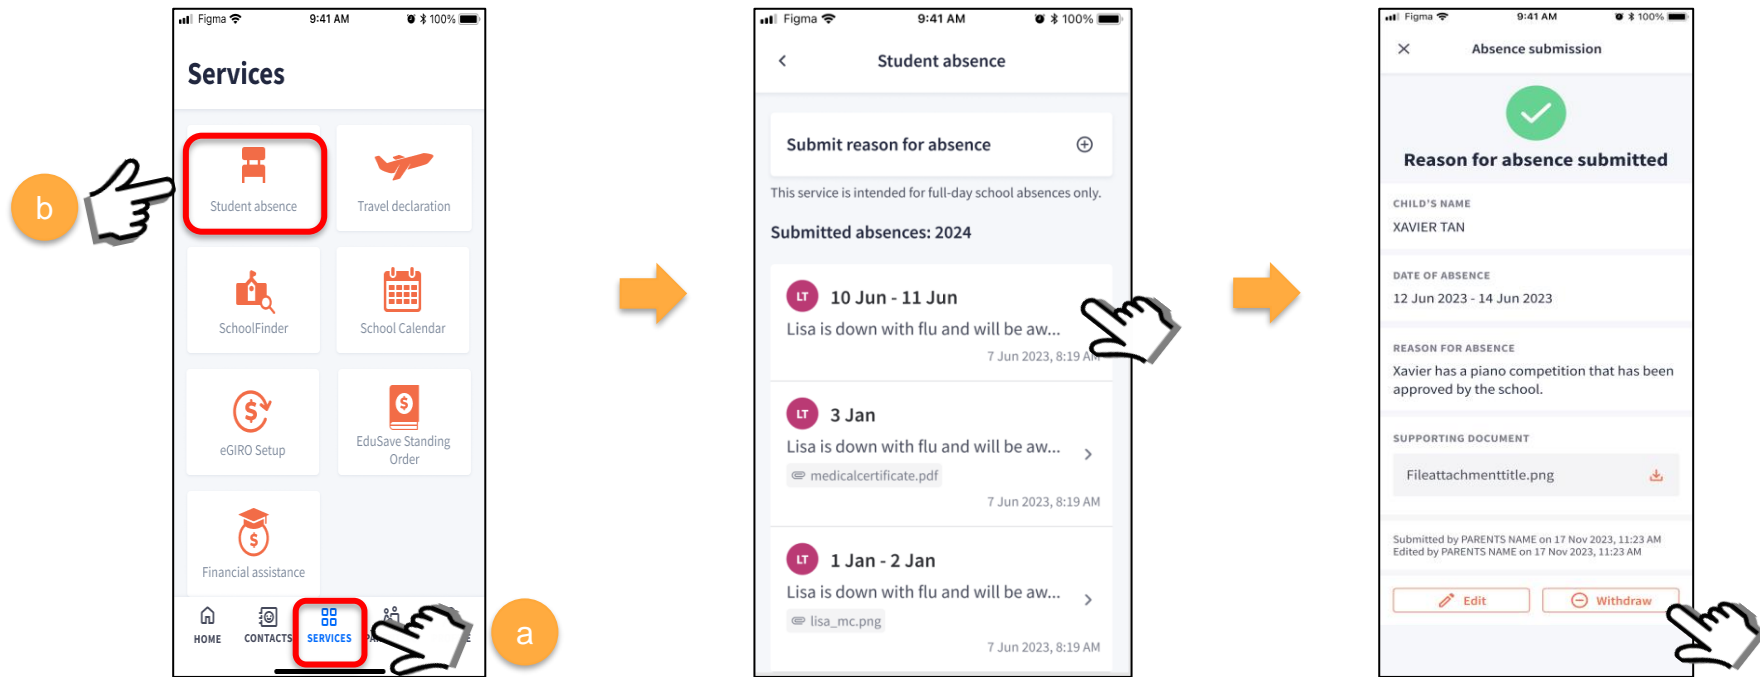 Figma
9:41 AM
100%
Services
Student absence
Travel declaration
SchoolFinder
School Calendar
eGIRO Setup
EduSave Standing
Order
Financial assistance
HOME
CONTACTS
SERVICES
b
a
Figma
9:41 AM
100%
Student absence
Submit reason for absence
This service is intended for full-day school absences only.
Submitted absences: 2024
LT
10 Jun - 11 Jun
Lisa is down with flu and will be aw...
7 Jun 2023, 8:19 AM
LT
3 Jan
Lisa is down with flu and will be aw...
medicalcertificate.pdf
7 Jun 2023, 8:19 AM
LT
1 Jan - 2 Jan
Lisa is down with flu and will be aw...
lisa_mc.png
7 Jun 2023, 8:19 AM
Figma
9:41 AM
100%
Absence submission
Reason for absence submitted
CHILD'S NAME
XAVIER TAN
DATE OF ABSENCE
12 Jun 2023 - 14 Jun 2023
REASON FOR ABSENCE
Xavier has a piano competition that has been
approved by the school.
SUPPORTING DOCUMENT
Fileattachmenttitle.png
Submitted by PARENTS NAME on 17 Nov 2023, 11:23 AM
Edited by PARENTS NAME on 17 Nov 2023, 11:23 AM
Edit
Withdraw